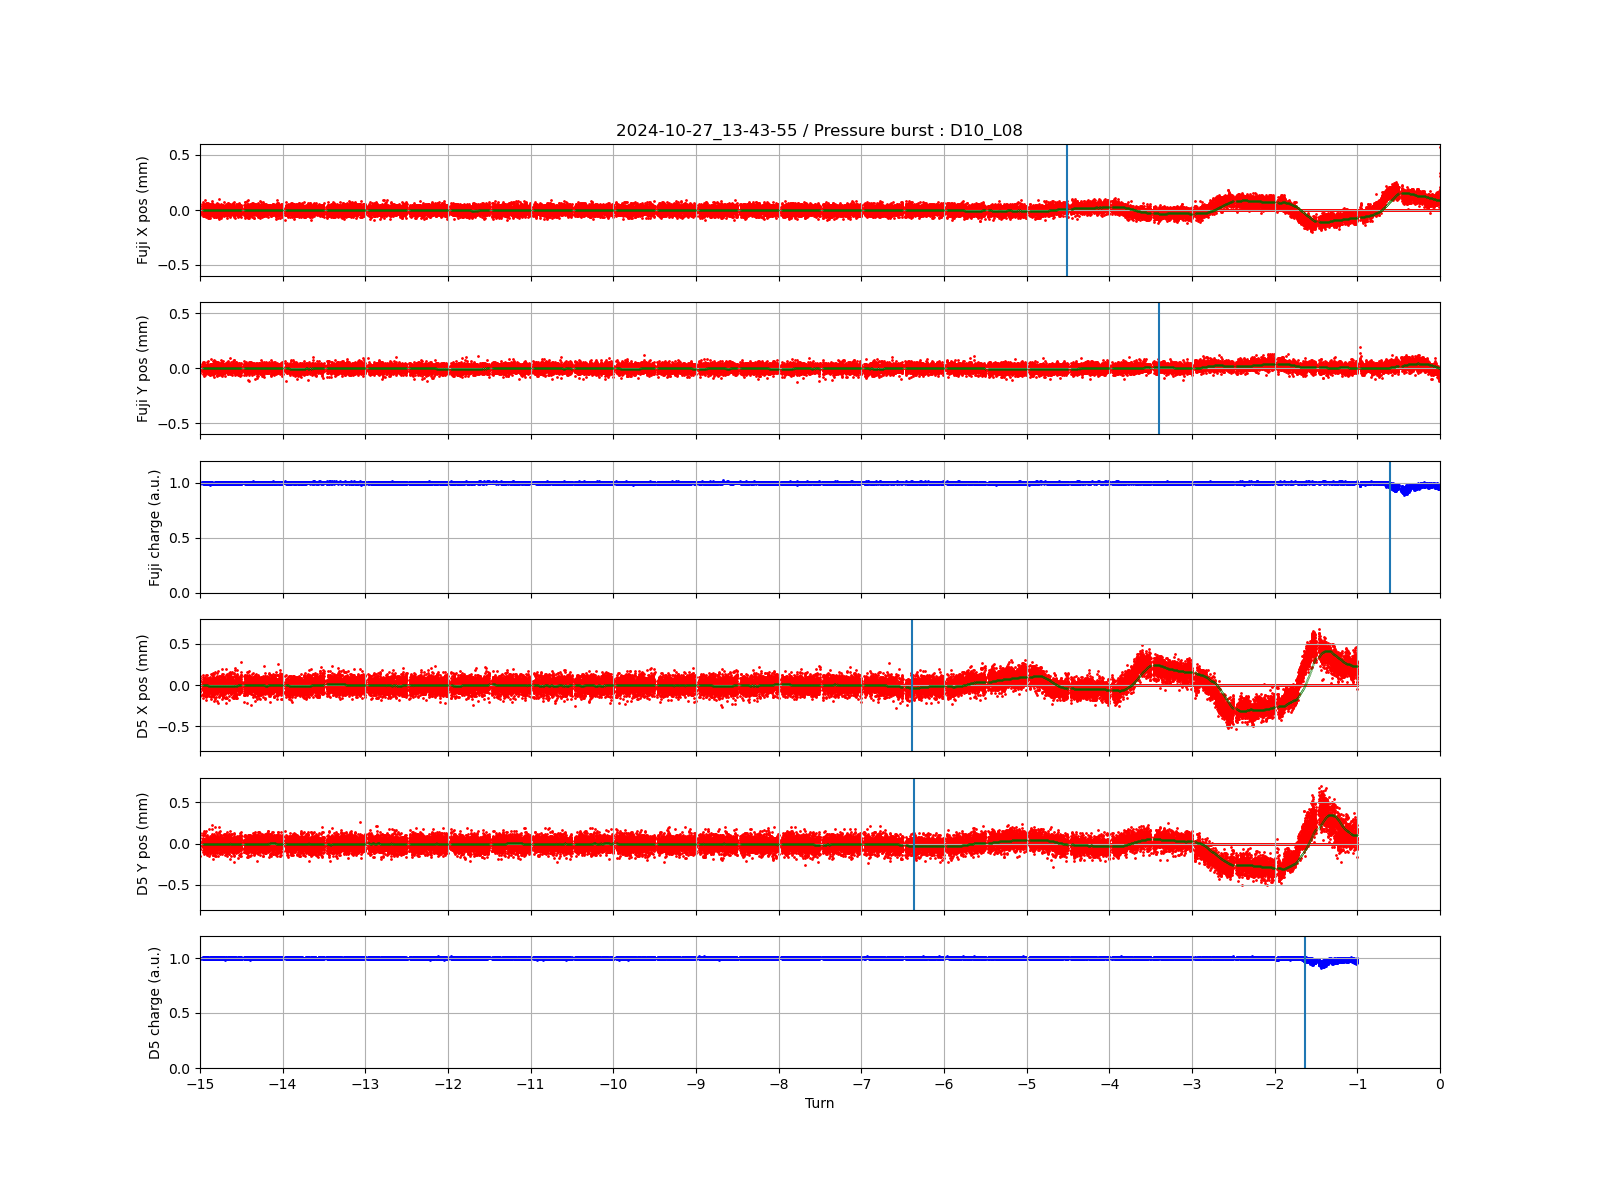 2024-10-27_13-43-55 / Pressure burst : D10_L08
Fuji X pos (mm)
0.5
0.0
−0.5
Fuji Y pos (mm)
0.5
0.0
−0.5
Fuji charge (a.u.)
1.0
0.5
0.0
D5 X pos (mm)
0.5
0.0
−0.5
D5 Y pos (mm)
0.5
0.0
−0.5
D5 charge (a.u.)
1.0
0.5
0.0
−15 −14 −13 −12 −11 −10 −9 −8 −7 −6 −5 −4 −3 −2 −1 0
Turn